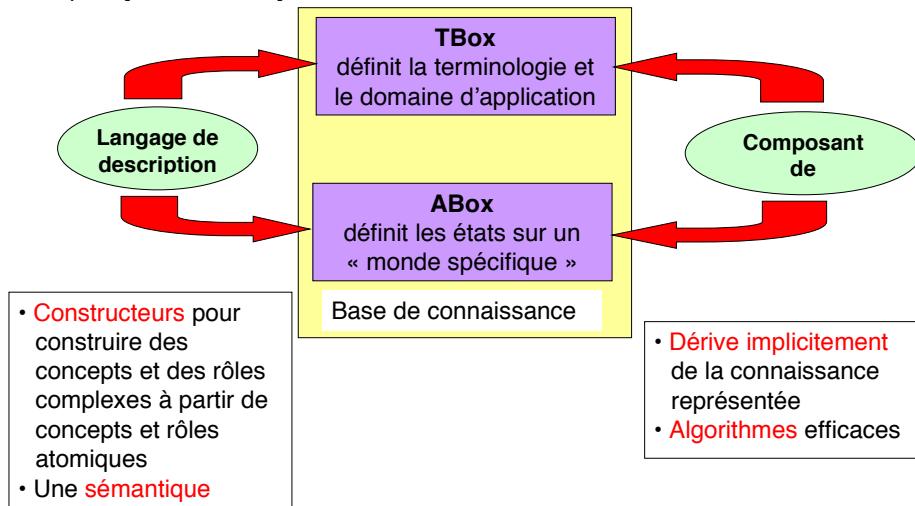 TBox
définit la terminologie et
le domaine d'application
Langage de
description
Composant
de
ABox
définit les états sur un
« monde spécifique »
Base de connaissance
• Constructeurs pour
construire des
concepts et des rôles
complexes à partir de
concepts et rôles
atomiques
• Une sémantique
• Dérive implicitement
de la connaissance
représentée
• Algorithmes efficaces